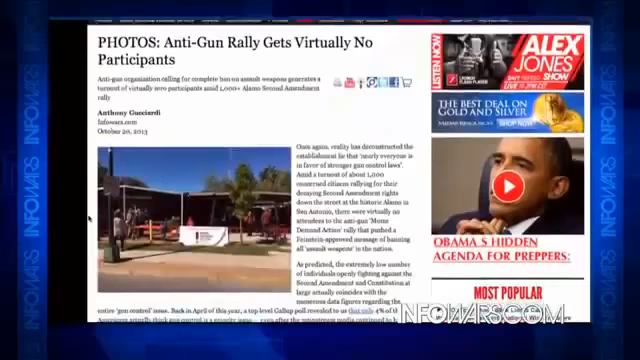 PHOTOS: Anti-Gun Rally Gets Virtually No
Participants
Anti-gun organization calling for complete ban on assault weapons generates a
turnout of virtually zero participants amid 1,000+ Alamo Second Amendment
rally
Anthony Gucciardi
Infowars.com
October 20, 2013
Once again, reality has deconstructed the
establishment lie that 'nearly everyone is
in favor of stronger gun control laws'.
Amid a turnout of about 1,000
concerned citizens rallying for their
decaying Second Amendment rights
down the street at the historic Alamo in
San Antonio, there were virtually no
attendees to the anti-gun 'Moms
Demand Action' rally that pushed a
Feinstein-approved message of banning
all 'assault weapons' in the nation.
As predicted, the extremely low number
of individuals openly fighting against the
Second Amendment and Constitution at
large actually coincides with the
numerous data figures regarding the
entire 'gun control' issue. Back in April of this year, a top level Gallup poll revealed to us that only 4% of
LISTEN NOW
ALEX
JONES
SHOW
THE BEST DEAL ON
GOLD AND SILVER
OBAMA'S HIDDEN
AGENDA FOR PREPPERS:
MOST POPULAR
INFOWARS.COM
INFOWARS
INFOWARS
INFOWARS
INFOWARS